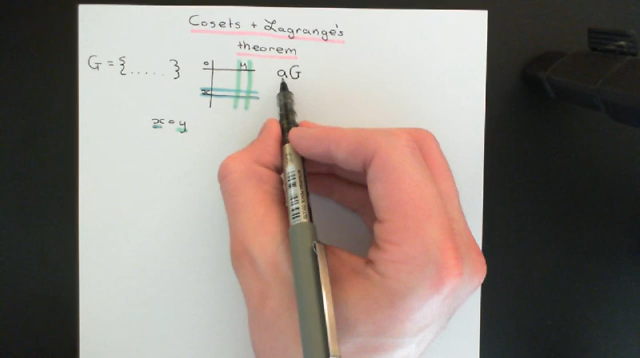 Cosets + Lagrange's
theorem
G = {.....}
o y
x
aG
x o y